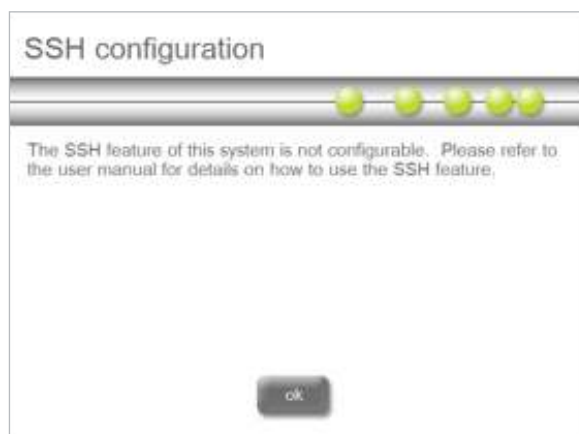 SSH configuration
The SSH feature of this system is not configurable. Please refer to
the user manual for details on how to use the SSH feature.
ok